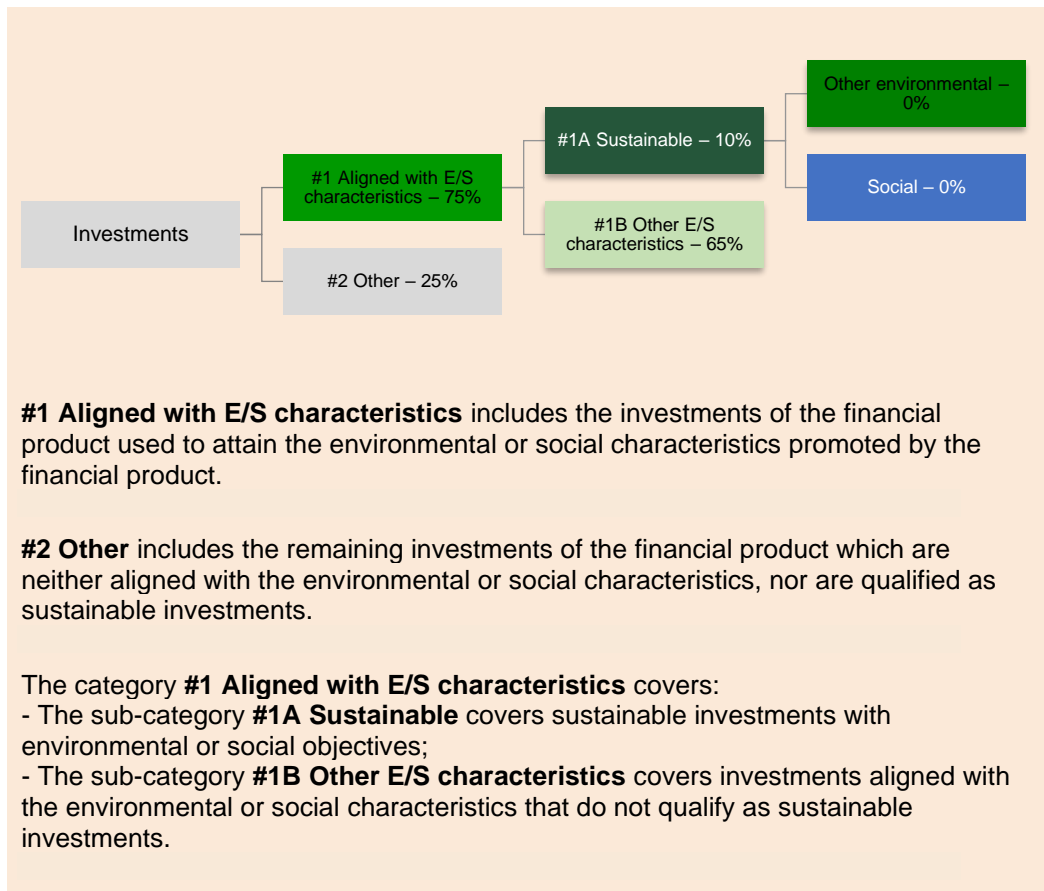 Other environmental –
0%
#1A Sustainable – 10%
#1 Aligned with E/S
characteristics – 75%
Social – 0%
Investments
#1B Other E/S
characteristics – 65%
#2 Other – 25%
#1 Aligned with E/S characteristics includes the investments of the financial
product used to attain the environmental or social characteristics promoted by the
financial product.
#2 Other includes the remaining investments of the financial product which are
neither aligned with the environmental or social characteristics, nor are qualified as
sustainable investments.
The category #1 Aligned with E/S characteristics covers:
- The sub-category #1A Sustainable covers sustainable investments with
environmental or social objectives;
- The sub-category #1B Other E/S characteristics covers investments aligned with
the environmental or social characteristics that do not qualify as sustainable
investments.